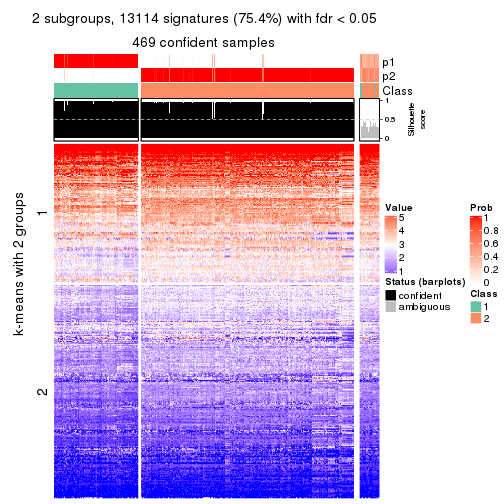 2 subgroups, 13114 signatures (75.4%) with fdr < 0.05
469 confident samples
p1
p2
Class
1
0.5
0
Silhouette
score
k-means with 2 groups
1
2
Value
5
4
3
2
1
Status (barplots)
confident
ambiguous
Prob
1
0.8
0.6
0.4
0.2
0
Class
1
2